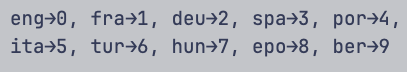 eng→0, fra→1, deu→2, spa→3, por→4,
ita→5, tur→6, hun→7, epo→8, ber→9